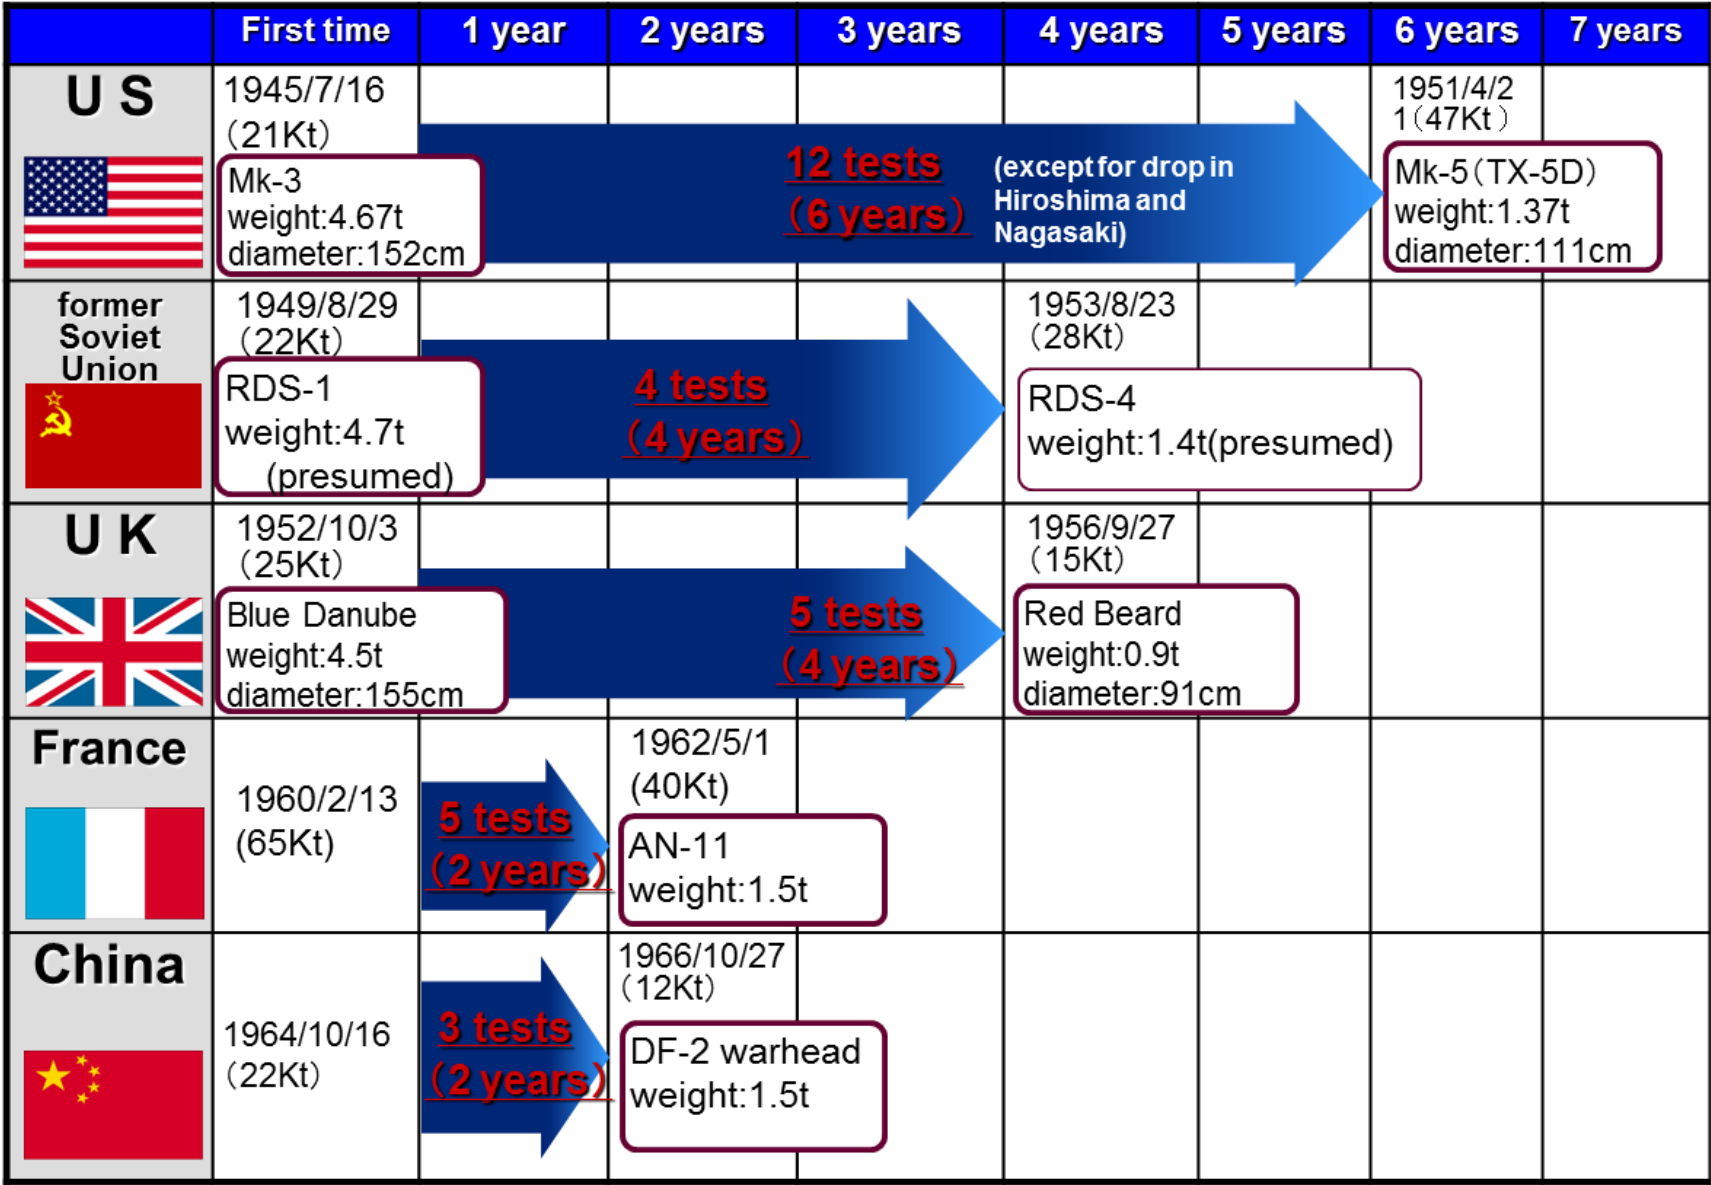 First time 1 year 2 years 3 years 4 years 5 years 6 years 7 years
U S
1945/7/16
(21Kt)
Mk-3
weight:4.67t
diameter:152cm
12 tests
(6 years)
(except for drop in
Hiroshima and
Nagasaki)
1951/4/2
1(47Kt)
Mk-5(TX-5D)
weight:1.37t
diameter:111cm
former
Soviet
Union
1949/8/29
(22Kt)
RDS-1
weight:4.7t
(presumed)
4 tests
(4 years)
1953/8/23
(28Kt)
RDS-4
weight:1.4t(presumed)
U K
1952/10/3
(25Kt)
Blue Danube
weight:4.5t
diameter:155cm
5 tests
(4 years)
1956/9/27
(15Kt)
Red Beard
weight:0.9t
diameter:91cm
France
1960/2/13
(65Kt)
5 tests
(2 years)
1962/5/1
(40Kt)
AN-11
weight:1.5t
China
1964/10/16
(22Kt)
3 tests
(2 years)
1966/10/27
(12Kt)
DF-2 warhead
weight:1.5t